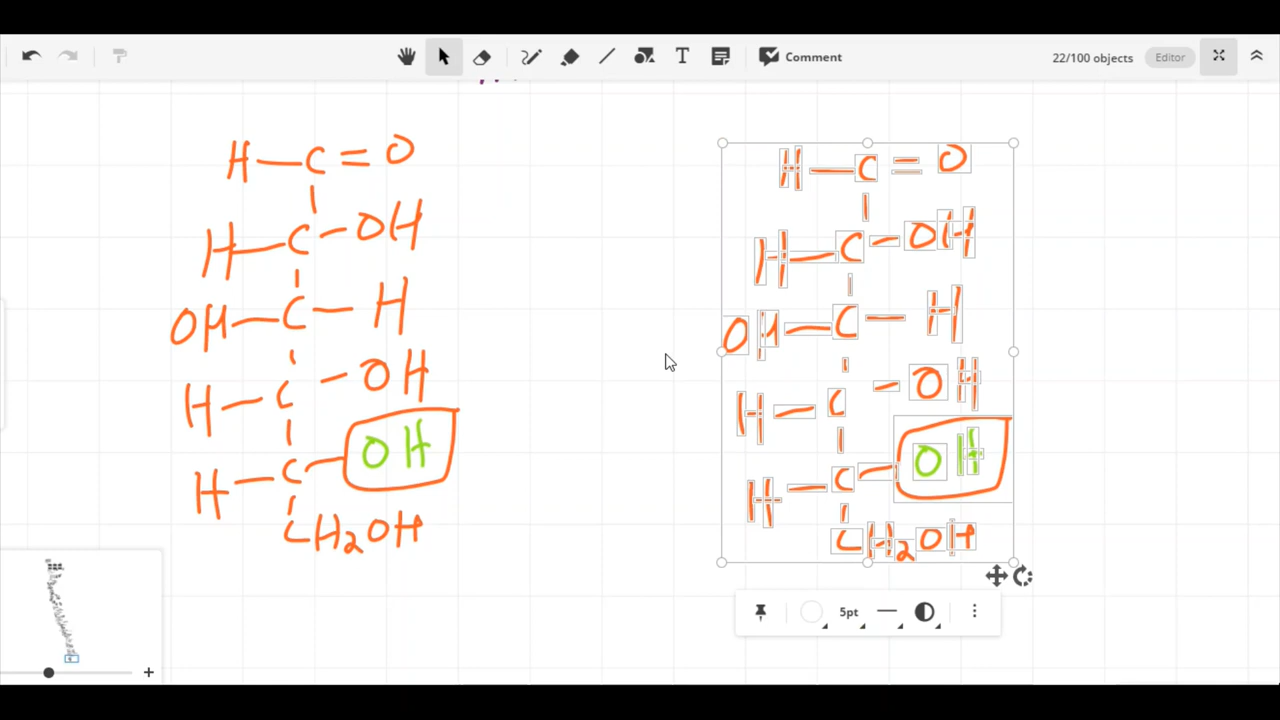 Comment
22/100 objects
Editor
H-C=O
H-C-OH
OH-C-H
H-C-OH
H-C-OH
CH2OH
H-C=O
H-C-OH
OH-C-H
H-C-OH
H-C-OH
CH2OH
5pt